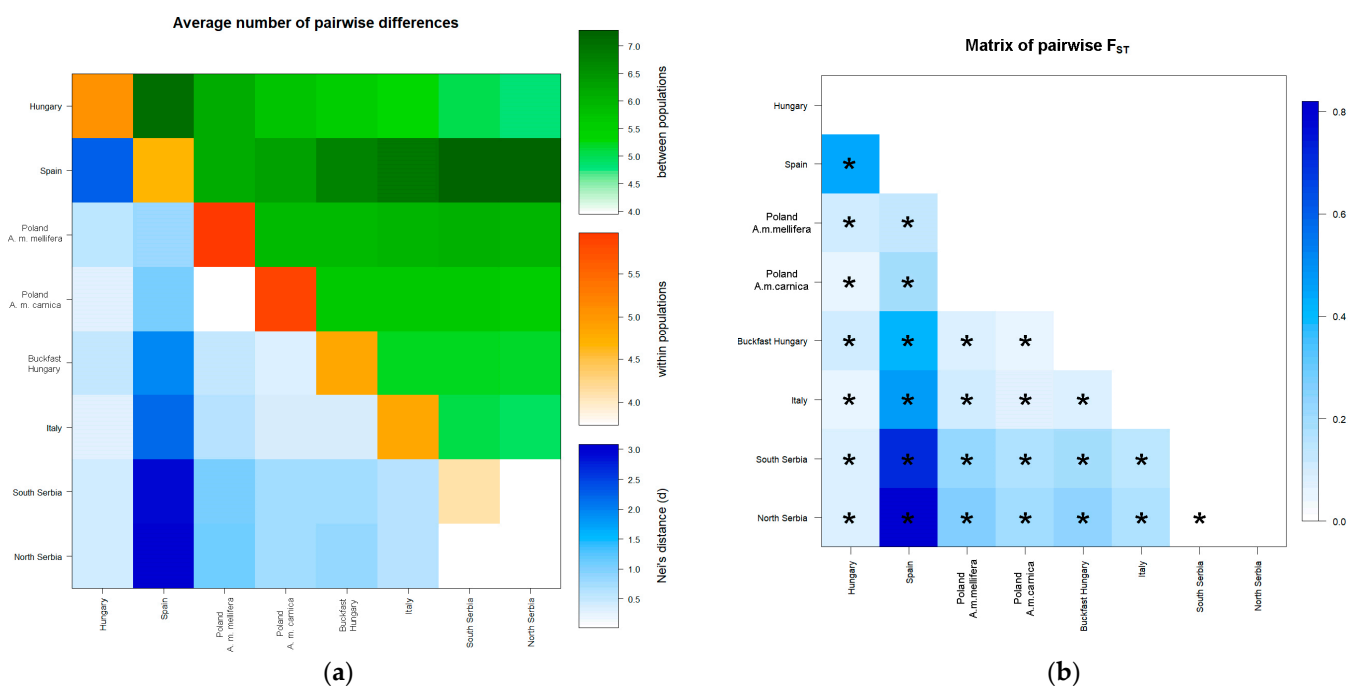 Average number of pairwise differences
Hungary
Spain
Poland
A. m. mellifera
Poland
A. m. carnica
Buckfast
Hungary
Italy
South Serbia
North Serbia
Hungary
Spain
Poland
A. m. mellifera
Poland
A. m. carnica
Buckfast
Hungary
Italy
South Serbia
North Serbia
7.0
6.5
6.0
5.5
5.0
4.5
4.0
between populations
5.5
5.0
4.5
4.0
within populations
3.0
2.5
2.0
1.5
1.0
0.5
Nei's distance (d)
(a)
Matrix of pairwise FST
Hungary
Spain
Poland
A.m.mellifera
Poland
A.m.carnica
Buckfast Hungary
Italy
South Serbia
North Serbia
* 
* *
* *
* * * *
* * * * *
* * * * * *
* * * * * * *
Hungary
Spain
Poland
A.m.mellifera
Poland
A.m.carnica
Buckfast Hungary
Italy
South Serbia
North Serbia
0.8
0.6
0.4
0.2
0.0
(b)